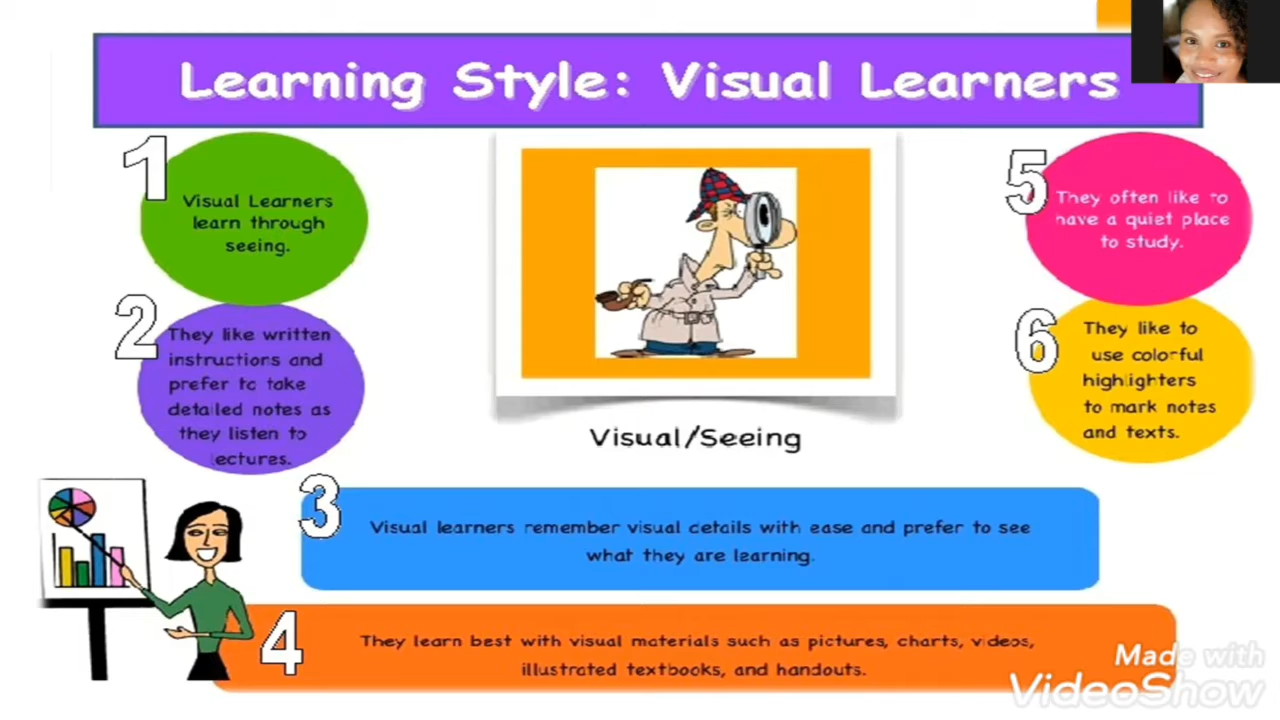 Learning Style: Visual Learners
1
Visual Learners
learn through
seeing.
2
They like written
instructions and
prefer to take
detailed notes as
they listen to
lectures.
Visual/Seeing
3
Visual learners remember visual details with ease and prefer to see
what they are learning.
4
They learn best with visual materials such as pictures, charts, videos,
illustrated textbooks, and handouts.
5
They often like to
have a quiet place
to study.
6
They like to
use colorful
highlighters
to mark notes
and texts.
Made with
VideoShow